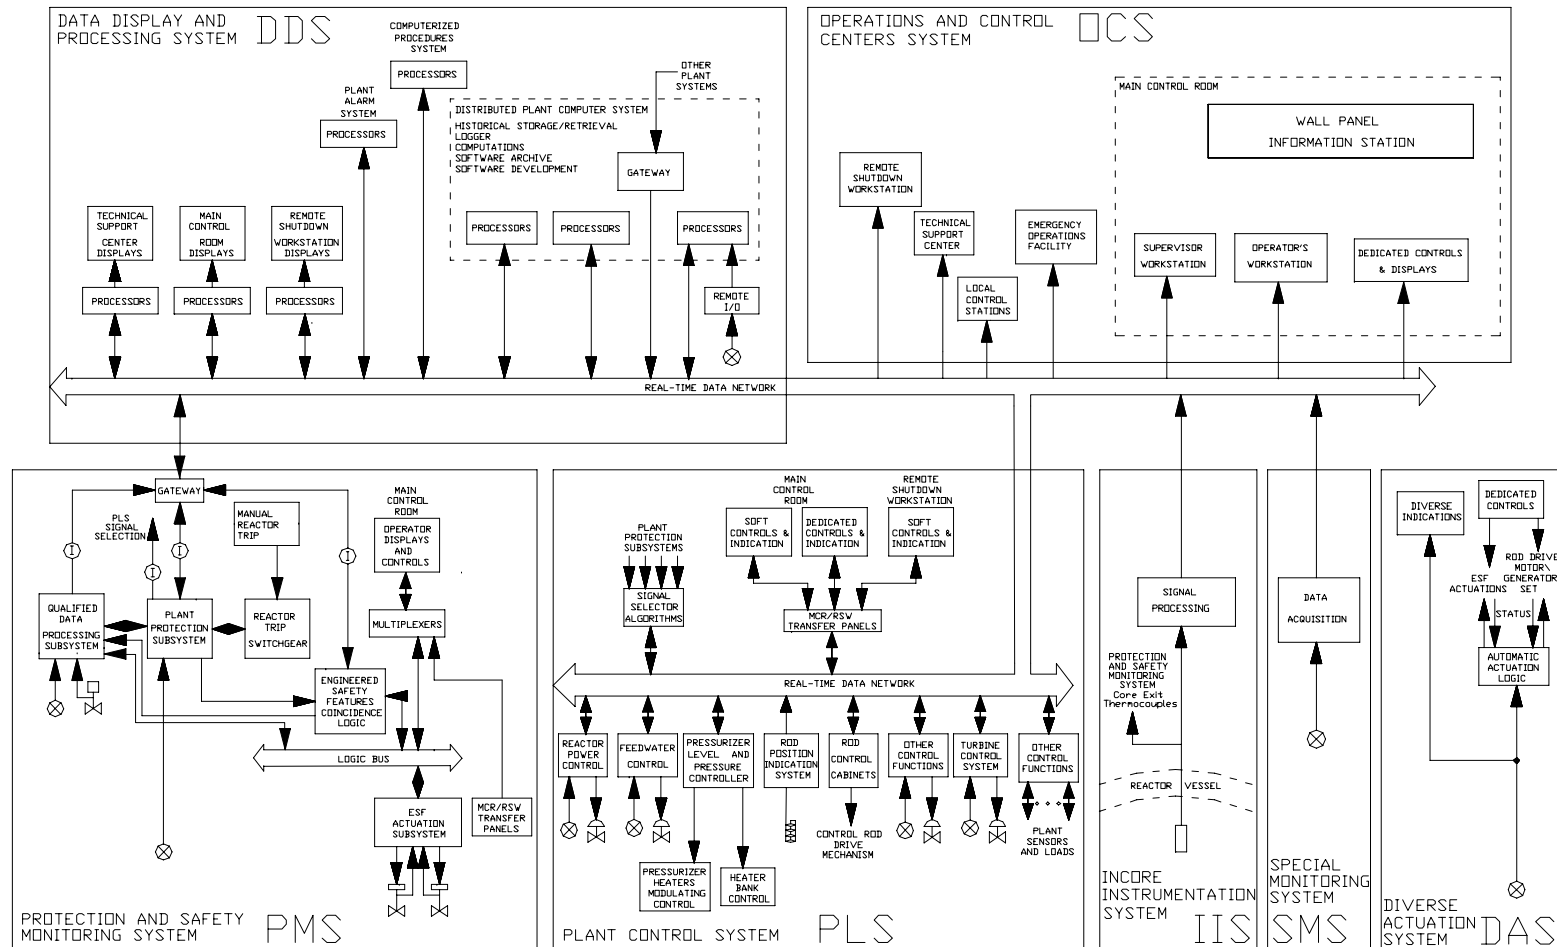 DATA DISPLAY AND
PROCESSING SYSTEM DDS
COMPUTERIZED
PROCEDURES
SYSTEM
PROCESSORS
PLANT
ALARM
SYSTEM
PROCESSORS
OTHER
PLANT
SYSTEMS
DISTRIBUTED PLANT COMPUTER SYSTEM
HISTORICAL STORAGE/RETRIEVAL
LOGGER
COMPUTATIONS
SOFTWARE ARCHIVE
SOFTWARE DEVELOPMENT
GATEWAY
PROCESSORS
PROCESSORS
PROCESSORS
REMOTE
I/O
TECHNICAL
SUPPORT
CENTER
DISPLAYS
MAIN
CONTROL
ROOM
DISPLAYS
REMOTE
SHUTDOWN
WORKSTATION
DISPLAYS
PROCESSORS
PROCESSORS
PROCESSORS
OPERATIONS AND CONTROL
CENTERS SYSTEM OCS
MAIN CONTROL ROOM
WALL PANEL
INFORMATION STATION
REMOTE
SHUTDOWN
WORKSTATION
TECHNICAL
SUPPORT
CENTER
LOCAL
CONTROL
STATIONS
EMERGENCY
OPERATIONS
FACILITY
SUPERVISOR
WORKSTATION
OPERATOR'S
WORKSTATION
DEDICATED CONTROLS
& DISPLAYS
REAL-TIME DATA NETWORK
GATEWAY
PLS
SIGNAL
SELECTION
MANUAL
REACTOR
TRIP
MAIN
CONTROL
ROOM
OPERATOR
DISPLAYS
AND
CONTROLS
I
I
I
I
QUALIFIED
DATA
PROCESSING
SUBSYSTEM
PLANT
PROTECTION
SUBSYSTEM
REACTOR
TRIP
SWITCHGEAR
MULTIPLEXERS
ENGINEERED
SAFETY
FEATURES
COINCIDENCE
LOGIC
LOGIC BUS
ESF
ACTUATION
SUBSYSTEM
MCR/RSW
TRANSFER
PANELS
PROTECTION AND SAFETY
MONITORING SYSTEM PMS
PLANT
PROTECTION
SUBSYSTEMS
SIGNAL
SELECTOR
ALGORITHMS
MAIN
CONTROL
ROOM
REMOTE
SHUTDOWN
WORKSTATION
SOFT
CONTROLS &
INDICATION
DEDICATED
CONTROLS &
INDICATION
SOFT
CONTROLS &
INDICATION
MCR/RSW
TRANSFER PANELS
REAL-TIME DATA NETWORK
REACTOR
POWER
CONTROL
FEEDWATER
CONTROL
PRESSURIZER
LEVEL AND
PRESSURE
CONTROLLER
ROD
POSITION
INDICATION
SYSTEM
ROD
CONTROL
CABINETS
OTHER
CONTROL
FUNCTIONS
TURBINE
CONTROL
SYSTEM
OTHER
CONTROL
FUNCTIONS
CONTROL ROD
DRIVE
MECHANISM
PLANT
SENSORS
AND LOADS
PRESSURIZER
HEATERS
MODULATING
CONTROL
HEATER
BANK
CONTROL
PLANT CONTROL SYSTEM PLS
SIGNAL
PROCESSING
PROTECTION
AND SAFETY
MONITORING
SYSTEM
Core Exit
Thermocouples
REACTOR VESSEL
INCORE
INSTRUMENTATION
SYSTEM IIS
DATA
ACQUISITION
SPECIAL
MONITORING
SYSTEM
SMS
DIVERSE
INDICATIONS
DEDICATED
CONTROLS
ESF
ACTUATIONS
ROD DRIVE
MOTOR\
GENERATOR
SET
STATUS
AUTOMATIC
ACTUATION
LOGIC
DIVERSE
ACTUATION
SYSTEM DAS